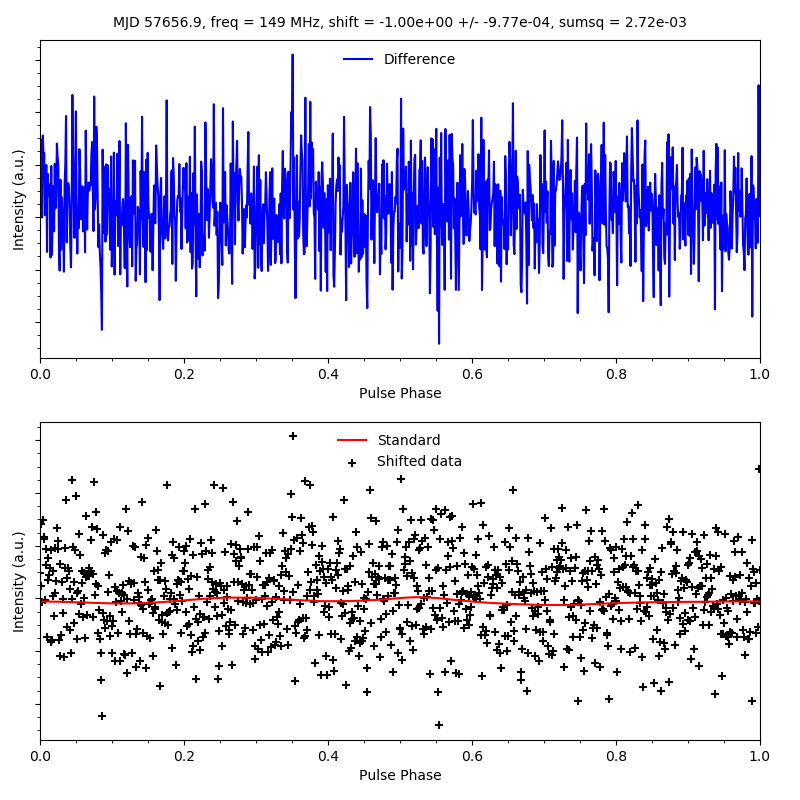 MJD 57656.9, freq = 149 MHz, shift = -1.00e+00 +/- -9.77e-04, sumsq = 2.72e-03
Difference
Intensity (a.u.)
0.0 0.2 0.4 0.6 0.8 1.0
Pulse Phase
Standard
Shifted data
Intensity (a.u.)
0.0 0.2 0.4 0.6 0.8 1.0
Pulse Phase